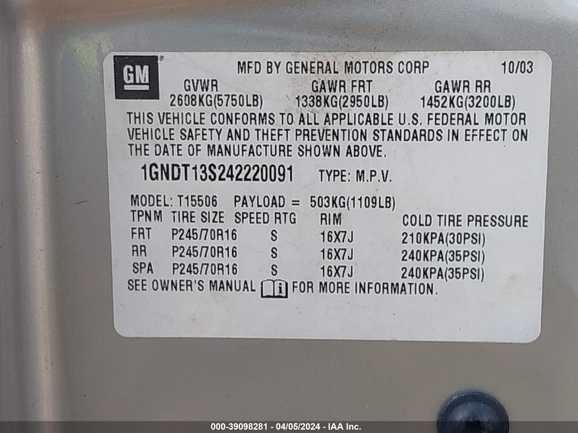 GM MFD BY GENERAL MOTORS CORP 10/03
GVWR GAWR FRT GAWR RR
2608KG(5750LB) 1338KG(2950LB) 1452KG(3200LB)
THIS VEHICLE CONFORMS TO ALL APPLICABLE U.S. FEDERAL MOTOR
VEHICLE SAFETY AND THEFT PREVENTION STANDARDS IN EFFECT ON
THE DATE OF MANUFACTURE SHOWN ABOVE.
1GNDT13S242220091 TYPE: M.P.V.
MODEL: T15506 PAYLOAD = 503KG(1109LB)
TPNM TIRE SIZE SPEED RTG RIM COLD TIRE PRESSURE
FRT P245/70R16 S 16X7J 210KPA(30PSI)
RR P245/70R16 S 16X7J 240KPA(35PSI)
SPA P245/70R16 S 16X7J 240KPA(35PSI)
SEE OWNER'S MANUAL FOR MORE INFORMATION.
000-39098281 - 04/05/2024 - IAA Inc.